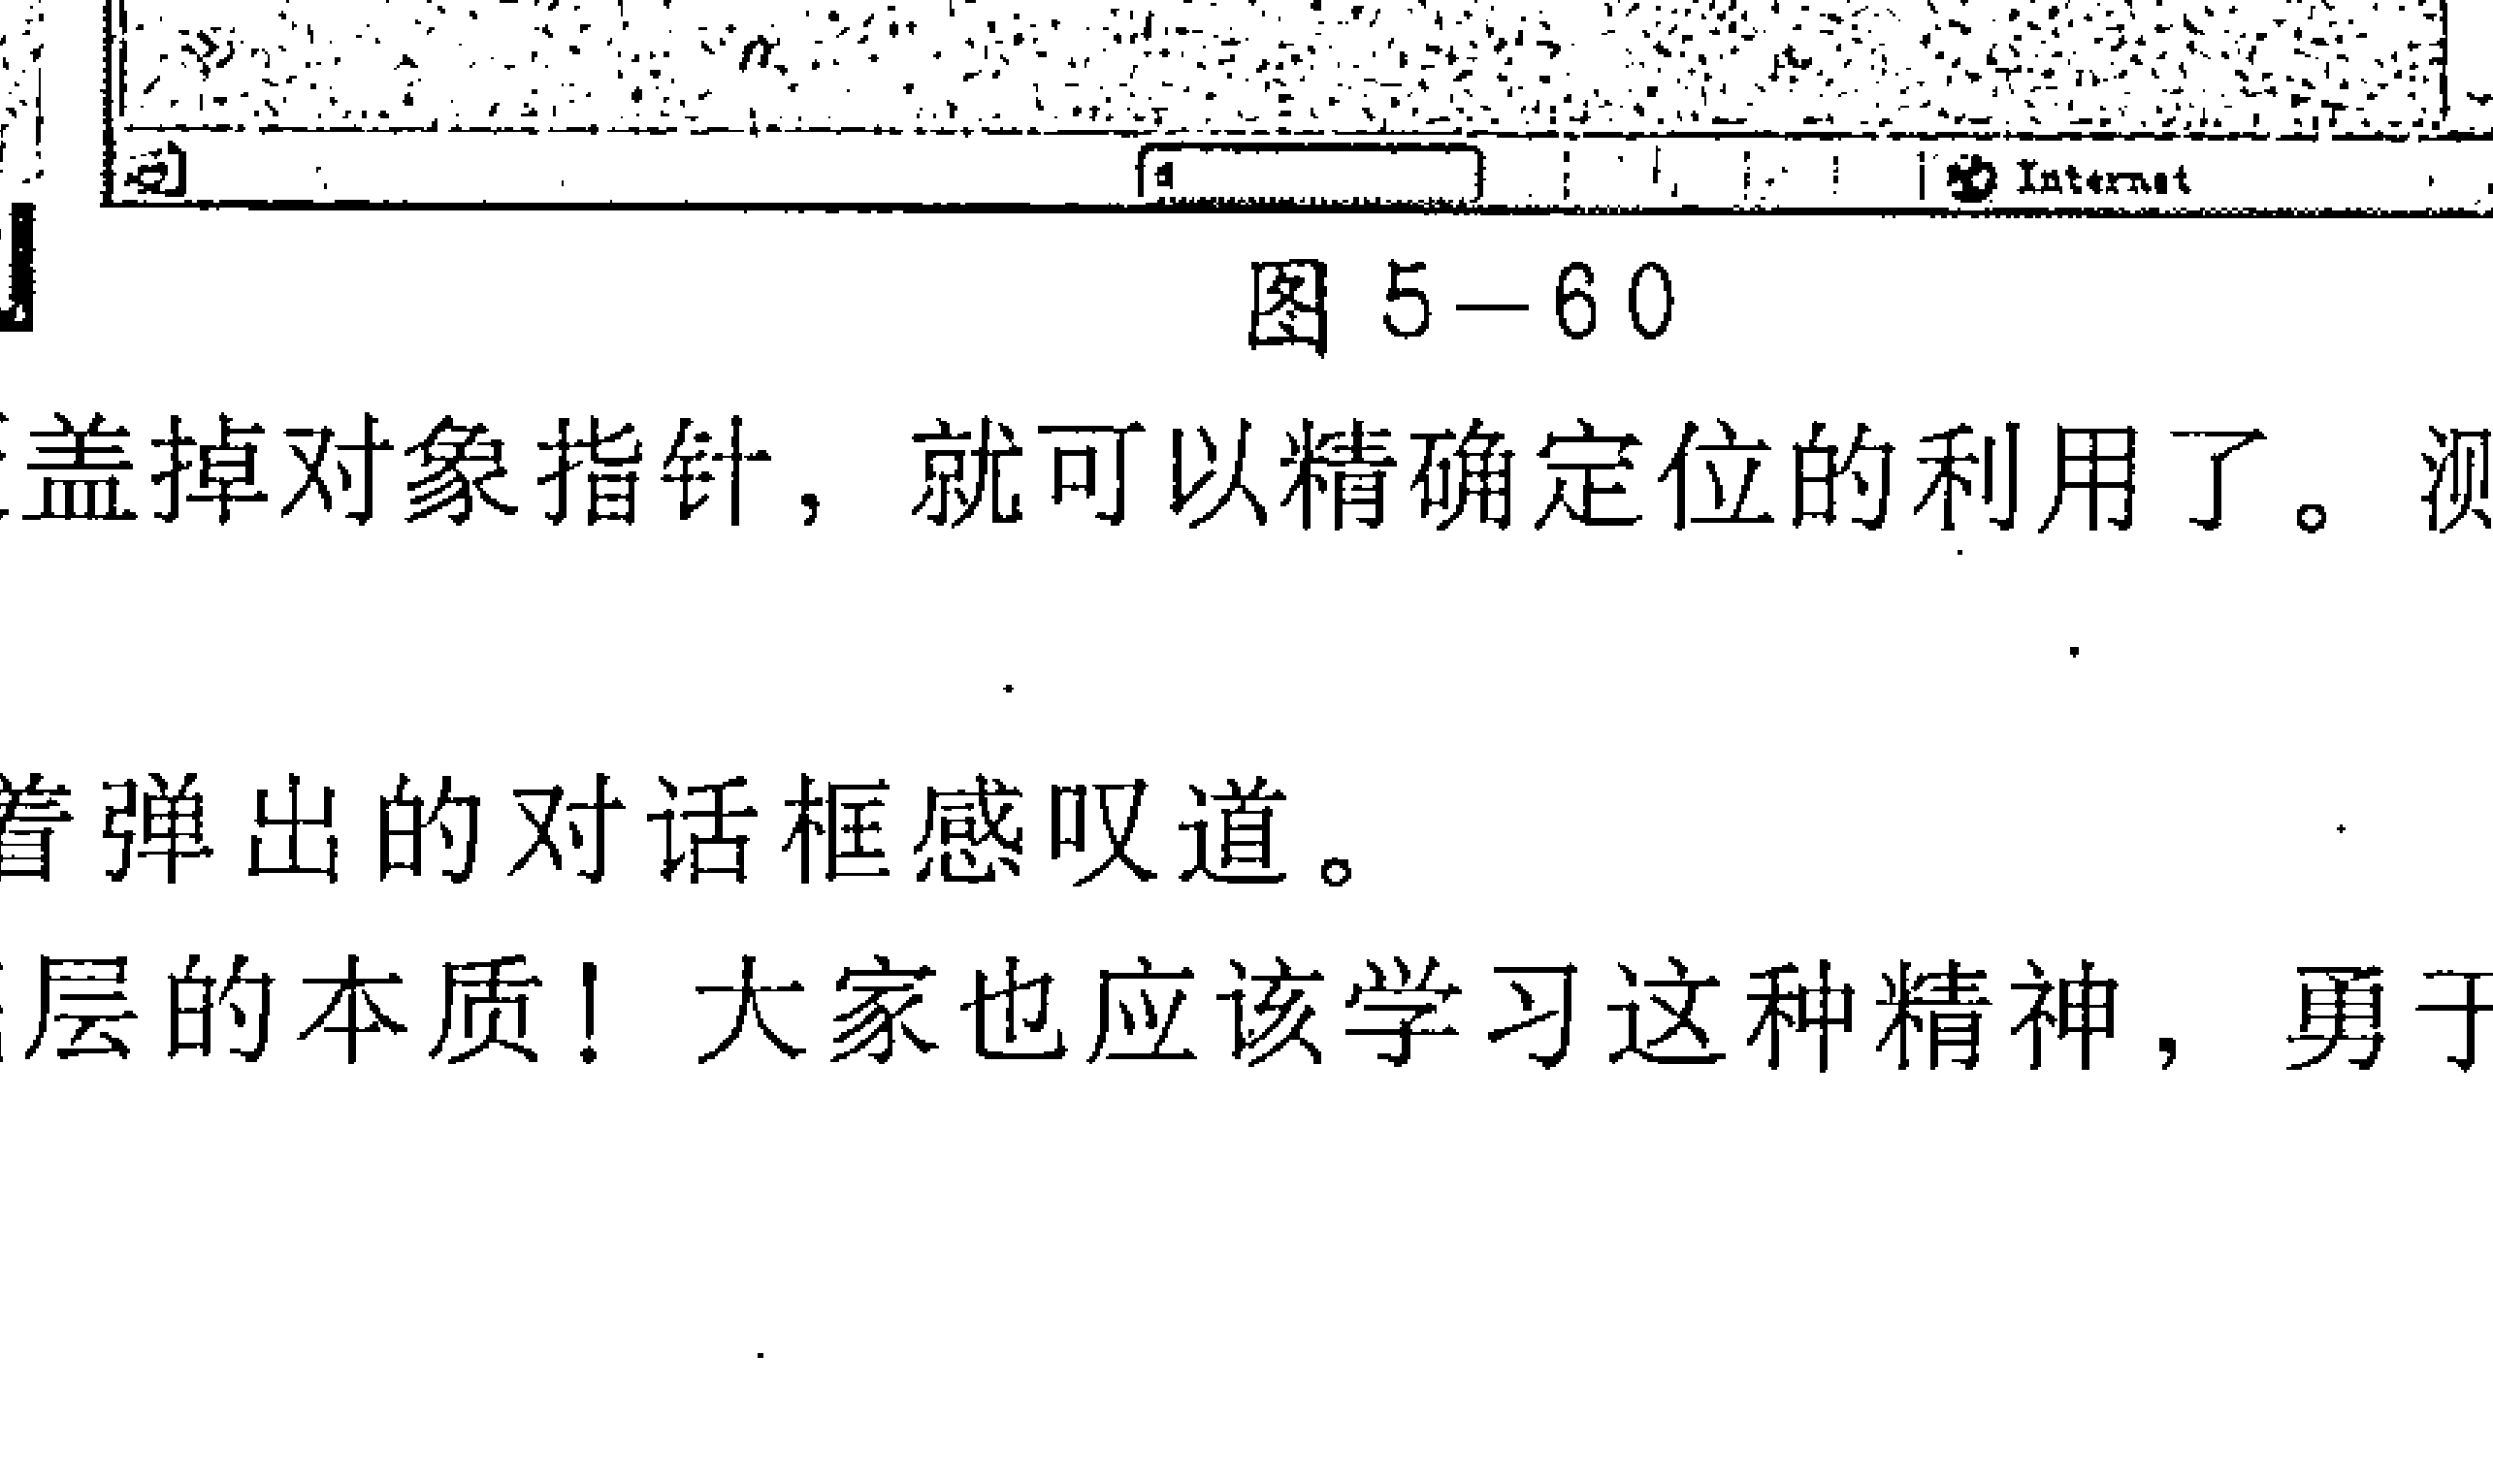 Internet
图 5－60
盖掉对象指针，就可以精确定位的利用了。测
着弹出的对话框感叹道。
层的本质！大家也应该学习这种精神，勇于